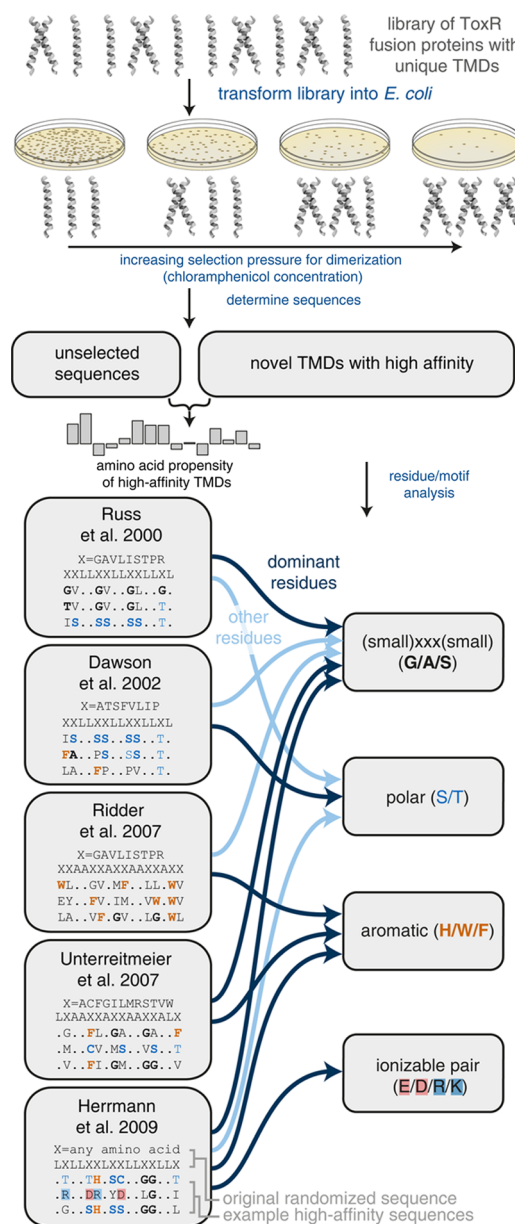 library of ToxR
fusion proteins with
unique TMDs
transform library into E. coli
increasing selection pressure for dimerization
(chloramphenicol concentration)
determine sequences
unselected
sequences
novel TMDs with high affinity
amino acid propensity
of high-affinity TMDs
residue/motif
analysis
Russ
et al. 2000
X=GAVLISTPR
XXLLXXLLXXLLXL
GV..GV..GL..G.
TV..GV..GL..T.
IS..SS..SS..T.
dominant
residues
other
residues
(small)xxx(small)
(G/A/S)
Dawson
et al. 2002
X=ATSFVLIP
XXLLXXLLXXLLXL
IS..SS..SS..T.
FA..PS..SS..T.
LA..FP..PV..T.
polar (S/T)
Ridder
et al. 2007
X=GAVLISTPR
XXAAXXAXXAAXXAXX
WL..GV.MF..LL.WV
EY..FV.IM..VW.WV
LA..VF.GV..LG.WL
aromatic (H/W/F)
Unterreitmeier
et al. 2007
X=ACFGILMRSTVW
LXAAXXAXXAAXXALX
.G..FL.GA..GA..F
.M..CV.MS..VS..T
.V..FI.GM..GG..V
ionizable pair
(E/D/R/K)
Herrmann
et al. 2009
X=any amino acid
LXLLXXLXXLLXXLLX
.T..TH.SC..GG..T
.R..DR.YD..LG..I
.G..SH.SS..GG..L
original randomized sequence
example high-affinity sequences